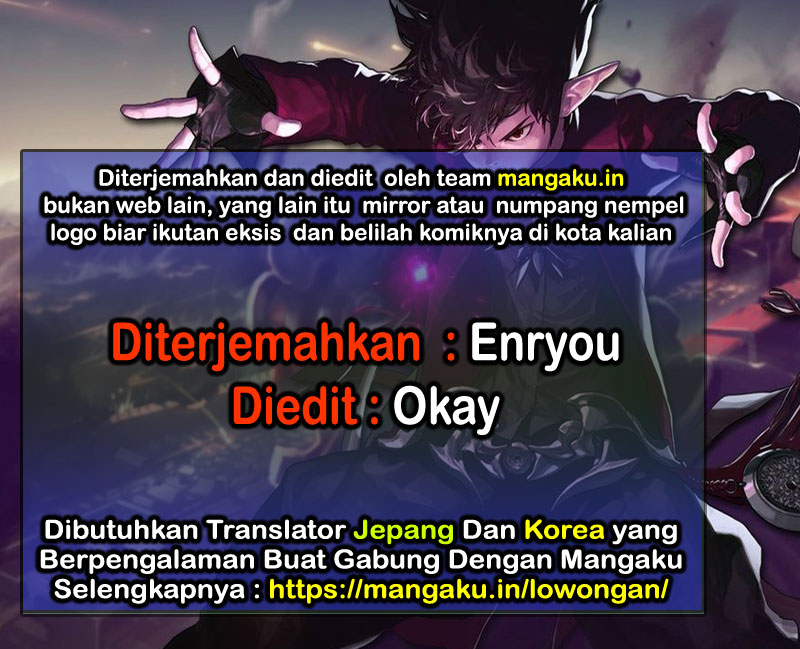 Diterjemahkan dan diedit oleh team mangaku.in
bukan web lain, yang lain itu mirror atau numpang nempel
logo biar ikutan eksis dan belilah komiknya di kota kalian
Diterjemahkan : Enryou
Diedit : Okay
Dibutuhkan Translator Jepang Dan Korea yang
Berpengalaman Buat Gabung Dengan Mangaku
Selengkapnya : https://mangaku.in/lowongan/